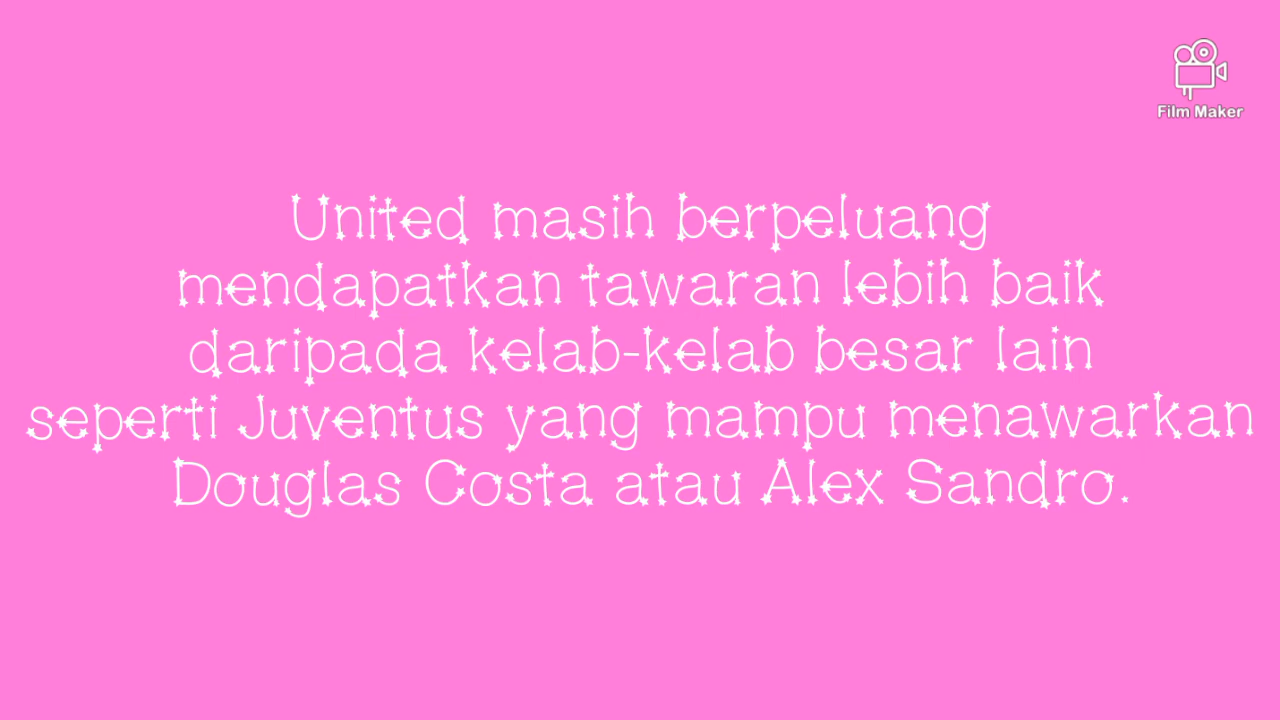 Film Maker
United masih berpeluang
mendapatkan tawaran lebih baik
daripada kelab-kelab besar lain
seperti Juventus yang mampu menawarkan
Douglas Costa atau Alex Sandro.